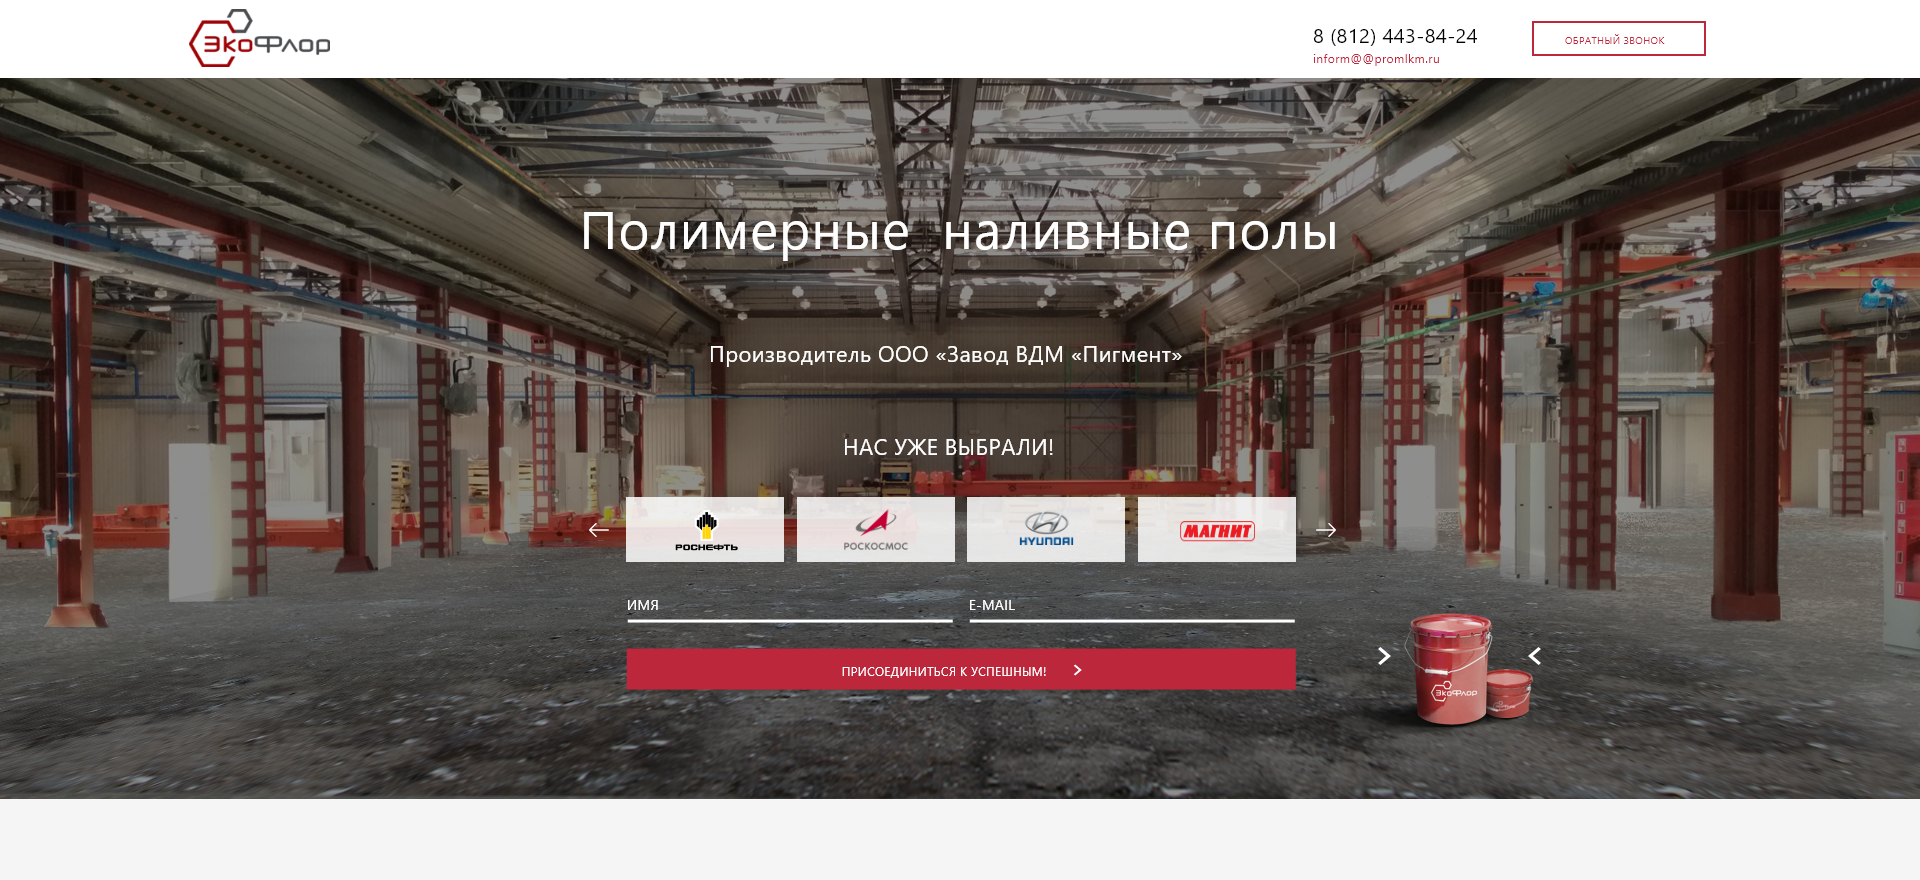 ЭкоФлор
8 (812) 443-84-24
inform@@promlkm.ru
ОБРАТНЫЙ ЗВОНОК
Полимерные наливные полы
Производитель ООО «Завод ВДМ «Пигмент»
НАС УЖЕ ВЫБРАЛИ!
РОСНЕФТЬ
РОСКОСМОС
HYUNDAI
МАГНИТ
ИМЯ
E-MAIL
ПРИСОЕДИНИТЬСЯ К УСПЕШНЫМ!
ЭкоФлор